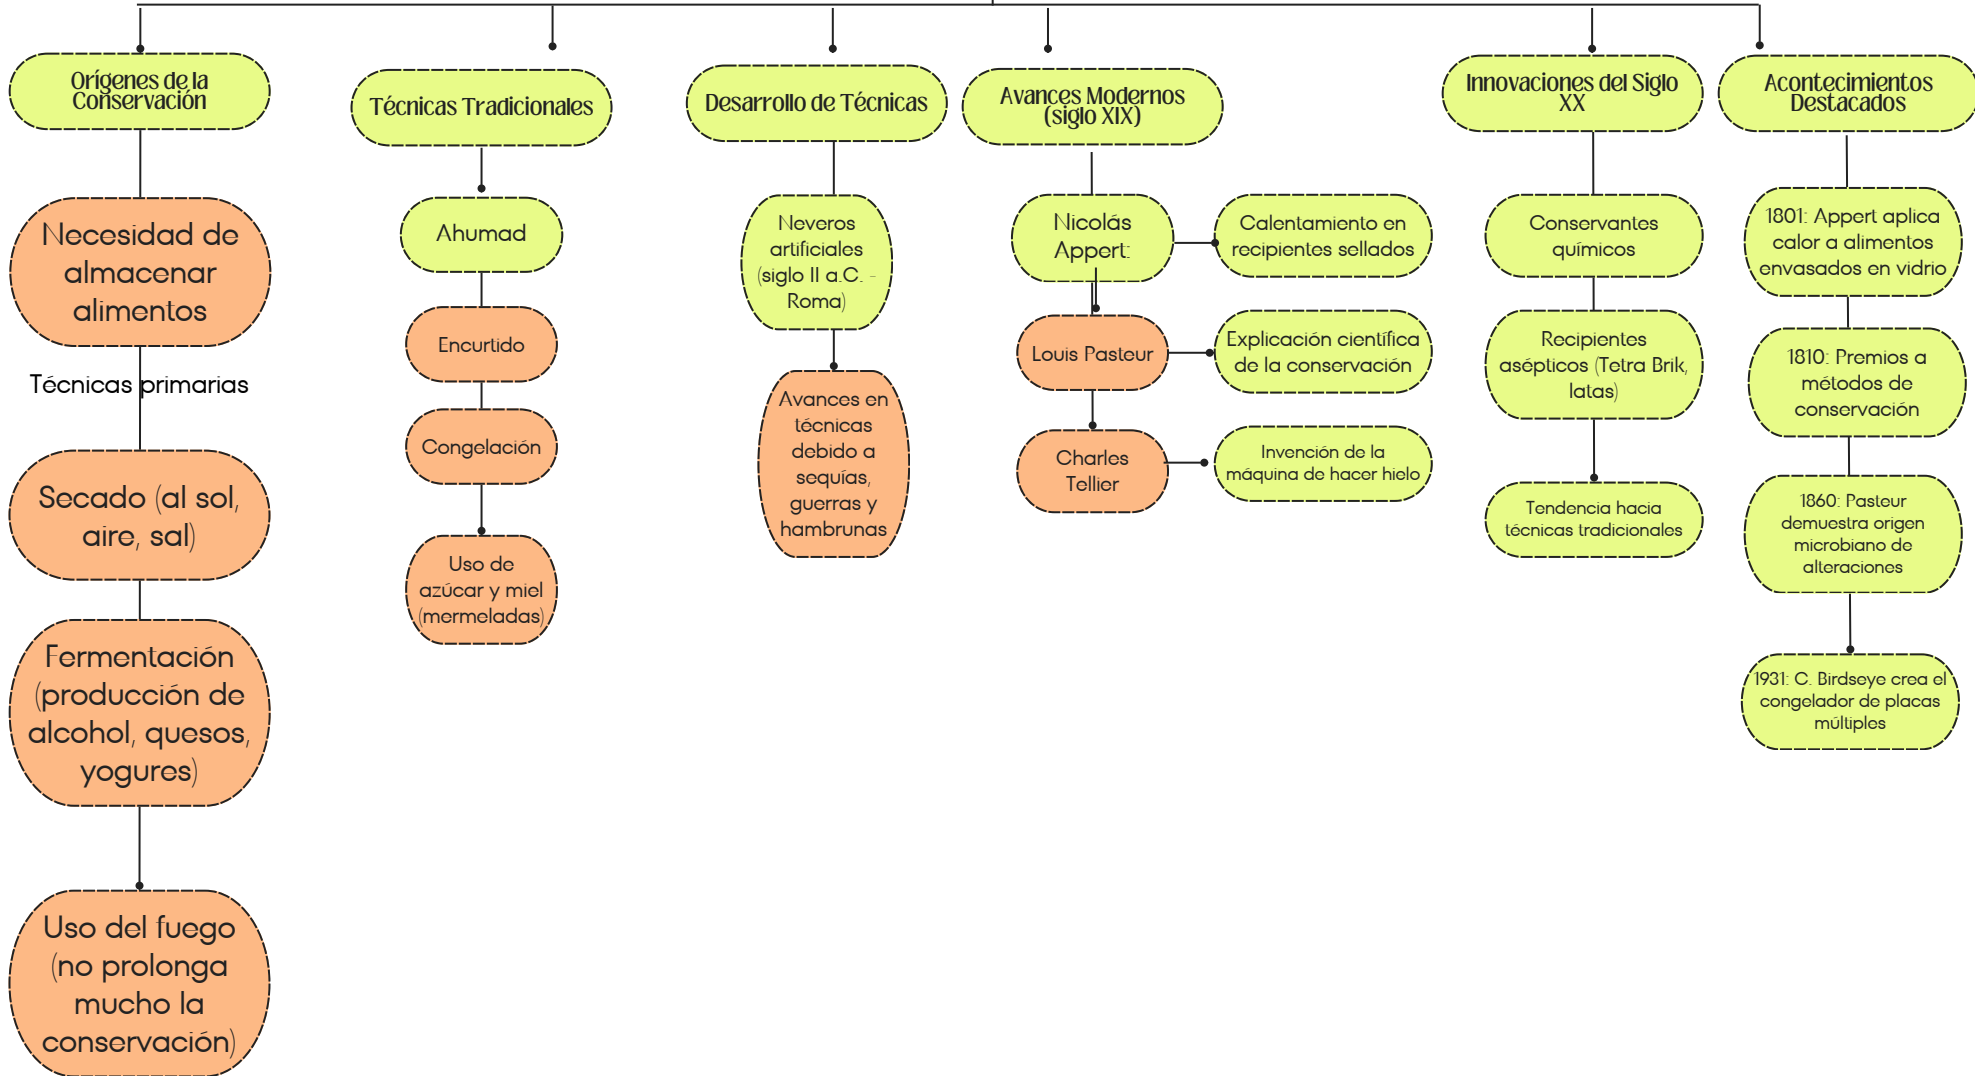 Orígenes de la
Conservación
Necesidad de
almacenar
alimentos
Técnicas primarias
Secado (al sol,
aire, sal)
Fermentación
(producción de
alcohol, quesos,
yogures)
Uso del fuego
(no prolonga
mucho la
conservación)
Técnicas Tradicionales
Ahumad
Encurtido
Congelación
Uso de
azúcar y miel
(mermeladas)
Desarrollo de Técnicas
Neveros
artificiales
(siglo II a.C. -
Roma)
Avances en
técnicas
debido a
sequías,
guerras y
hambrunas
Avances Modernos
(siglo XIX)
Nicolás
Appert:
Calentamiento en
recipientes sellados
Louis Pasteur
Explicación científica
de la conservación
Charles
Tellier
Invención de la
máquina de hacer hielo
Innovaciones del Siglo
XX
Conservantes
químicos
Recipientes
asépticos (Tetra Brik,
latas)
Tendencia hacia
técnicas tradicionales
Acontecimientos
Destacados
1801: Appert aplica
calor a alimentos
envasados en vidrio
1810: Premios a
métodos de
conservación
1860: Pasteur
demuestra origen
microbiano de
alteraciones
1931: C. Birdseye crea el
congelador de placas
múltiples